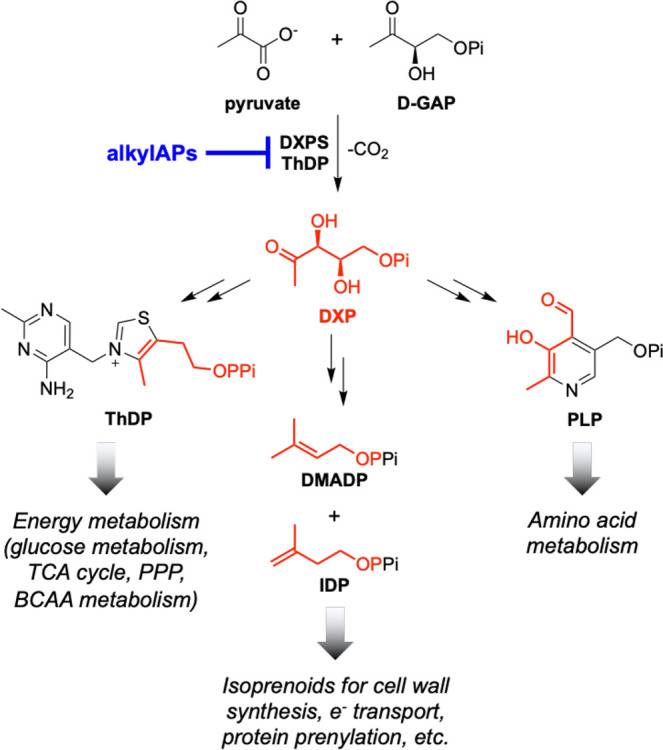 O
O-
O
pyruvate
+
O
OPi
OH
D-GAP
alkylAPs
DXPS
ThDP
-CO2
OH
O
OPi
OH
DXP
N
N
NH2
S
N
+
OPPi
ThDP
O
HO
OPi
N
PLP
OPPi
DMADP
+
OPPi
IDP
Energy metabolism
(glucose metabolism,
TCA cycle, PPP,
BCAA metabolism)
Amino acid
metabolism
Isoprenoids for cell wall
synthesis, e- transport,
protein prenylation, etc.